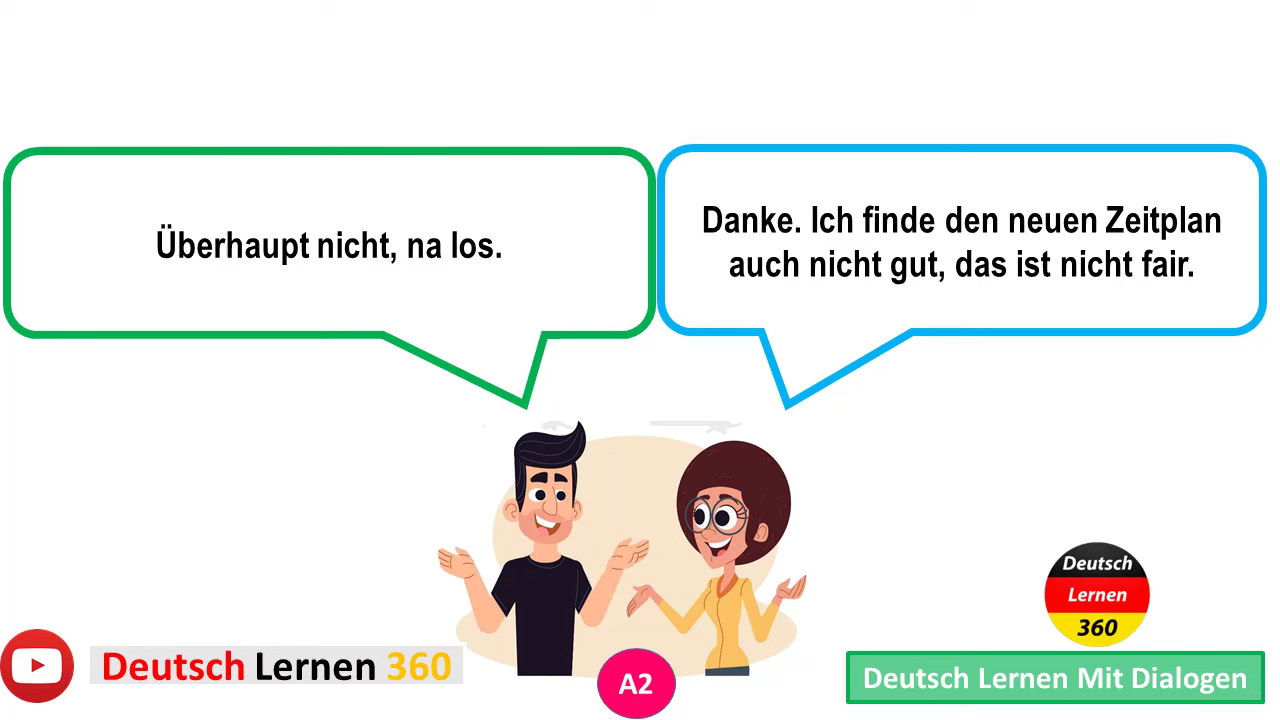 Überhaupt nicht, na los.
Danke. Ich finde den neuen Zeitplan
auch nicht gut, das ist nicht fair.
Deutsch
Lernen
360
Deutsch Lernen 360
A2
Deutsch Lernen Mit Dialogen